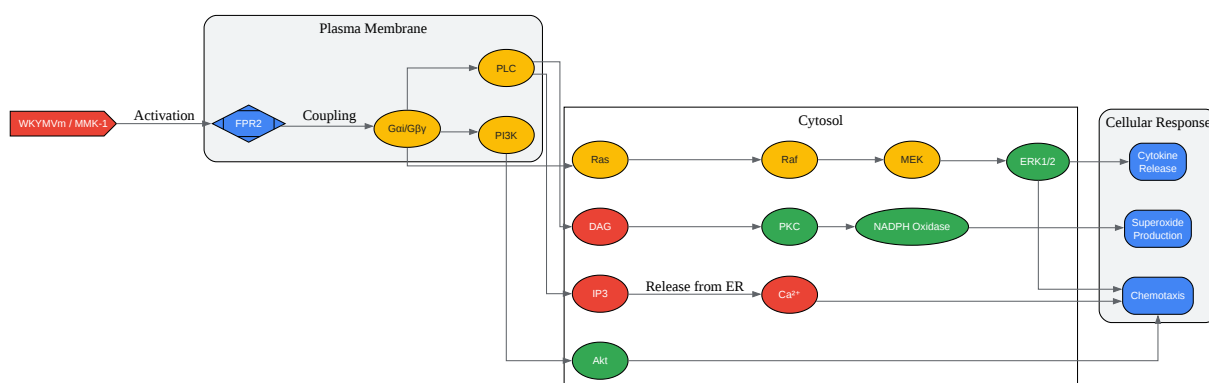 Plasma Membrane
PLC
WKYMVm / MMK-1
Activation
FPR2
Coupling
Gαi/Gβγ
PI3K
Cytosol
Cellular Response
Ras
Raf
MEK
ERK1/2
Cytokine
Release
DAG
PKC
NADPH Oxidase
Superoxide
Production
IP3
Release from ER
Ca²⁺
Chemotaxis
Akt